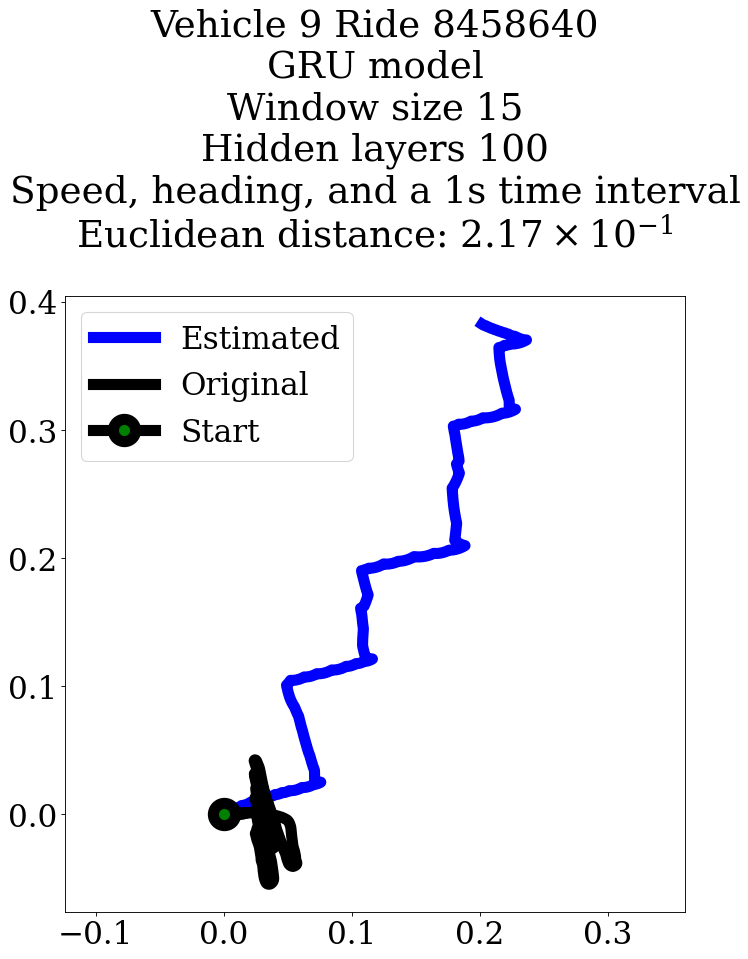 Vehicle 9 Ride 8458640
GRU model
Window size 15
Hidden layers 100
Speed, heading, and a 1s time interval
Euclidean distance: 2.17 × 10⁻¹
0.4
0.3
0.2
0.1
0.0
Estimated
Original
Start
−0.1 0.0 0.1 0.2 0.3